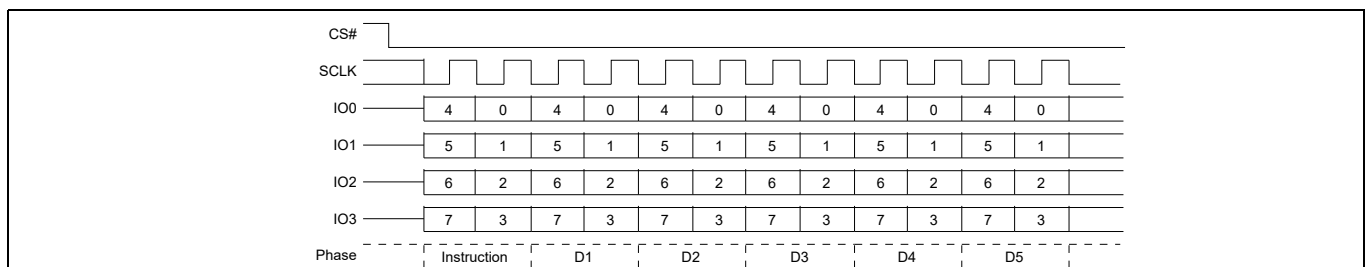 CS#
SCLK
IO0 4 0 4 0 4 0 4 0 4 0 4 0
IO1 5 1 5 1 5 1 5 1 5 1 5 1
IO2 6 2 6 2 6 2 6 2 6 2 6 2
IO3 7 3 7 3 7 3 7 3 7 3 7 3
Phase Instruction D1 D2 D3 D4 D5